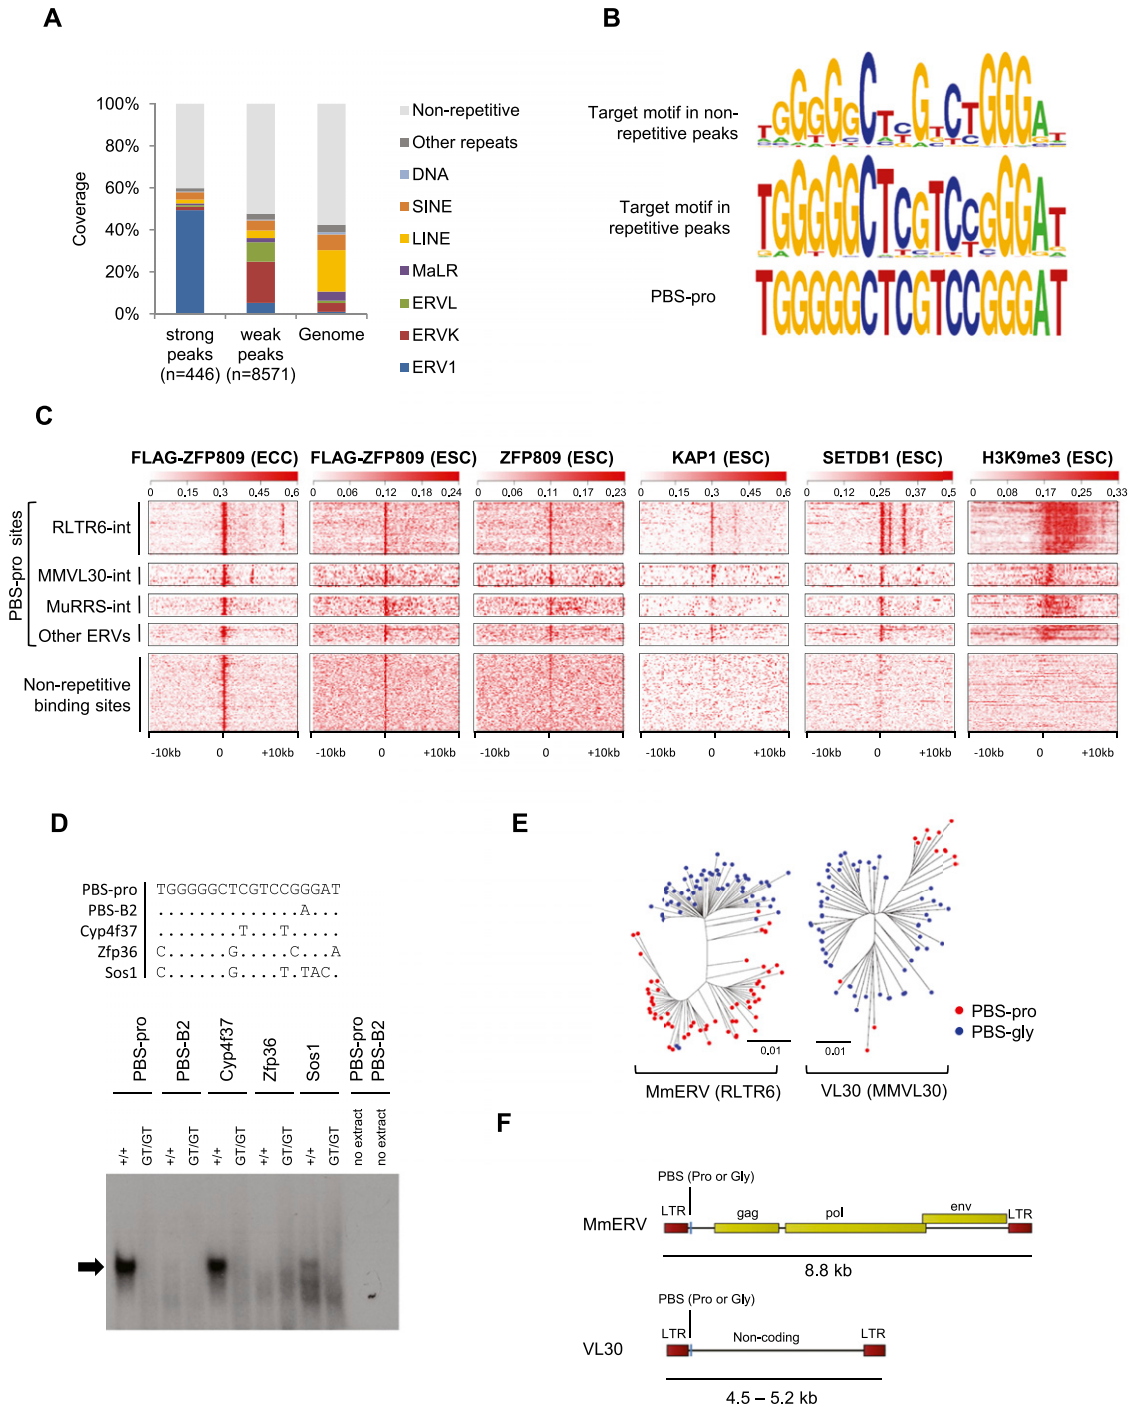 A
100%
80%
60%
40%
20%
0%
Coverage
strong peaks (n=446)
weak peaks (n=8571)
Genome
Non-repetitive
Other repeats
DNA
SINE
LINE
MaLR
ERVL
ERVK
ERV1
B
Target motif in non-
repetitive peaks
Target motif in
repetitive peaks
PBS-pro
TGGGGGCTCGTCCGGGAT
C
FLAG-ZFP809 (ECC)
0 0,15 0,3 0,45 0,6
FLAG-ZFP809 (ESC)
0 0,06 0,12 0,18 0,24
ZFP809 (ESC)
0 0,06 0,11 0,17 0,23
KAP1 (ESC)
0 0,15 0,3 0,45 0,6
SETDB1 (ESC)
0 0,12 0,25 0,37 0,5
H3K9me3 (ESC)
0 0,08 0,17 0,25 0,33
PBS-pro sites
RLTR6-int
MMVL30-int
MuRRS-int
Other ERVs
Non-repetitive
binding sites
-10kb 0 +10kb
-10kb 0 +10kb
-10kb 0 +10kb
-10kb 0 +10kb
-10kb 0 +10kb
-10kb 0 +10kb
D
PBS-pro TGGGGGCTCGTCCGGGAT
PBS-B2 ..............A...
Cyp4f37 ........T...T.....
Zfp36 C......G.....C...A
Sos1 C......G....T.TAC.
PBS-pro
PBS-B2
Cyp4f37
Zfp36
Sos1
PBS-pro
PBS-B2
+/+
GT/GT
+/+
GT/GT
+/+
GT/GT
+/+
GT/GT
+/+
GT/GT
no extract
no extract
E
0.01
0.01
PBS-pro
PBS-gly
MmERV (RLTR6)
VL30 (MMVL30)
F
PBS (Pro or Gly)
MmERV
LTR
gag
pol
env
LTR
8.8 kb
PBS (Pro or Gly)
VL30
LTR
Non-coding
LTR
4.5 – 5.2 kb